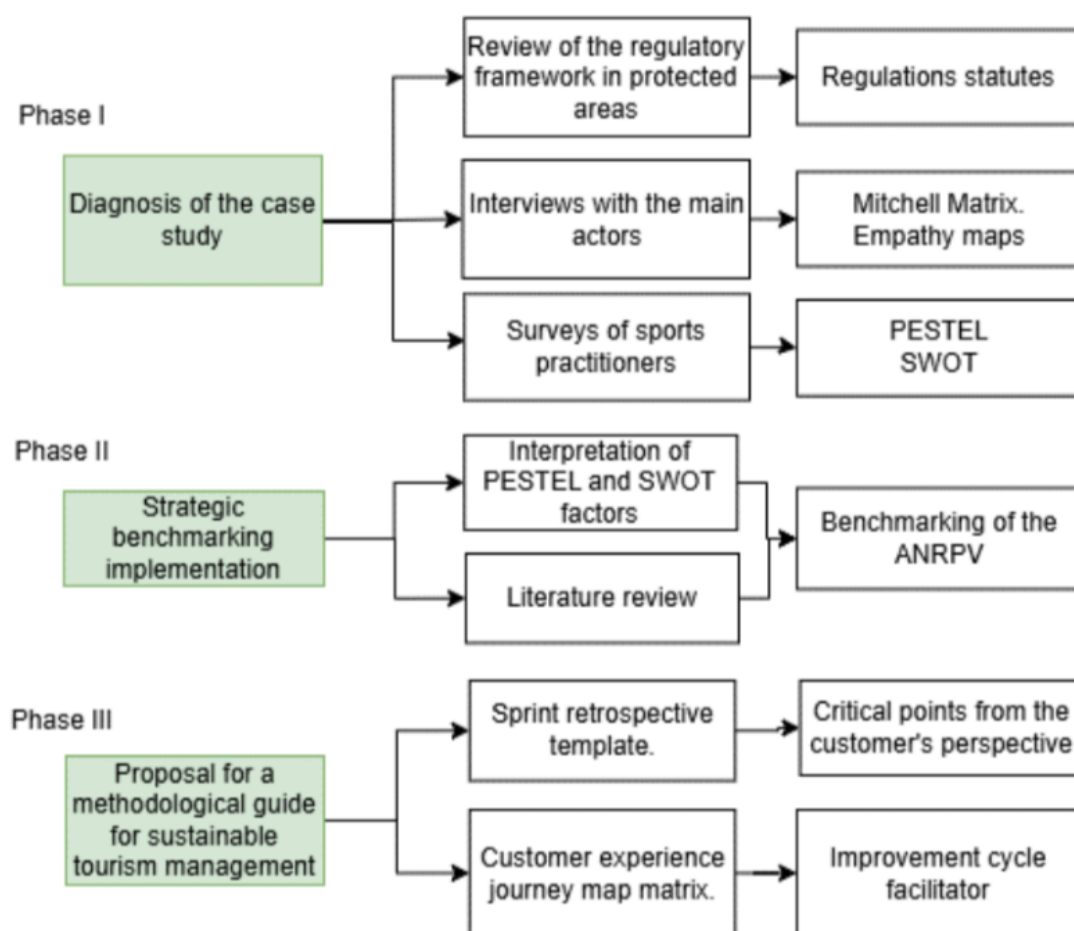 Phase I
Diagnosis of the case
study
Review of the regulatory
framework in protected
areas
Regulations statutes
Interviews with the main
actors
Mitchell Matrix.
Empathy maps
Surveys of sports
practitioners
PESTEL
SWOT
Phase II
Strategic
benchmarking
implementation
Interpretation of
PESTEL and SWOT
factors
Literature review
Benchmarking of the
ANRPV
Phase III
Proposal for a
methodological guide
for sustainable
tourism management
Sprint retrospective
template.
Critical points from the
customer's perspective
Customer experience
journey map matrix.
Improvement cycle
facilitator